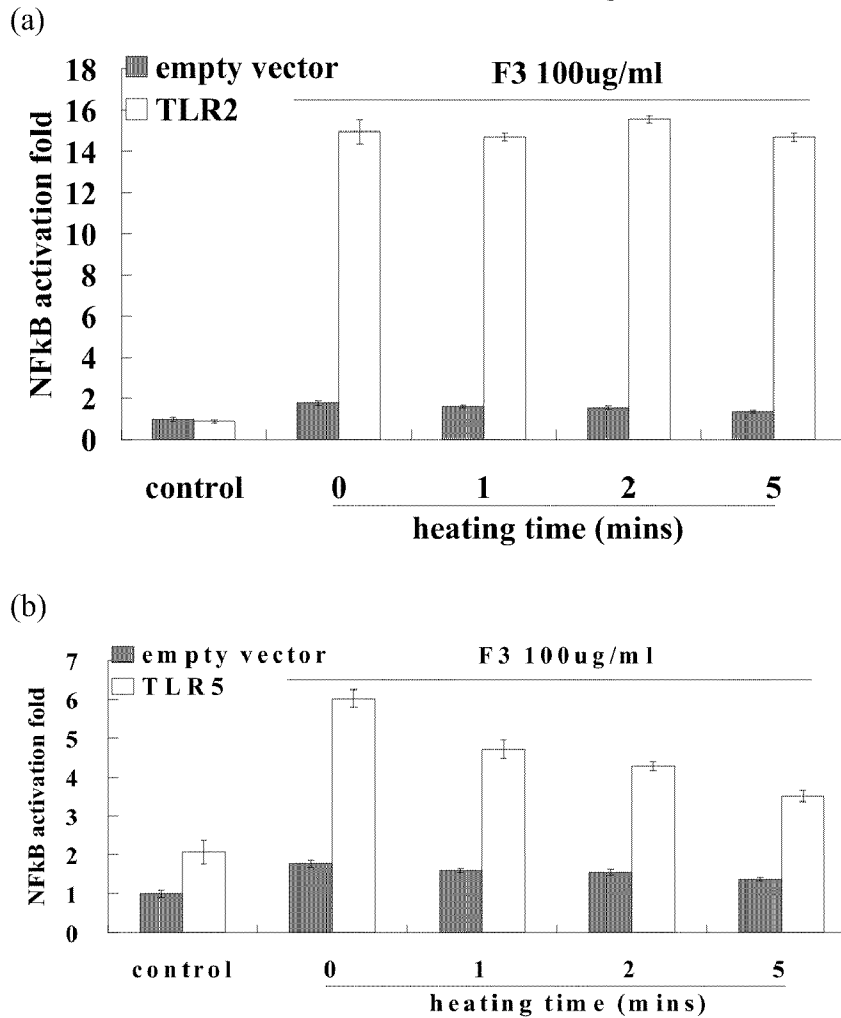 (a)
empty vector
TLR2
F3 100ug/ml
NFkB activation fold
18
16
14
12
10
8
6
4
2
0
control
0 1 2 5
heating time (mins)
(b)
empty vector
TLR5
F3 100ug/ml
NFkB activation fold
7
6
5
4
3
2
1
0
control
0 1 2 5
heating time (mins)